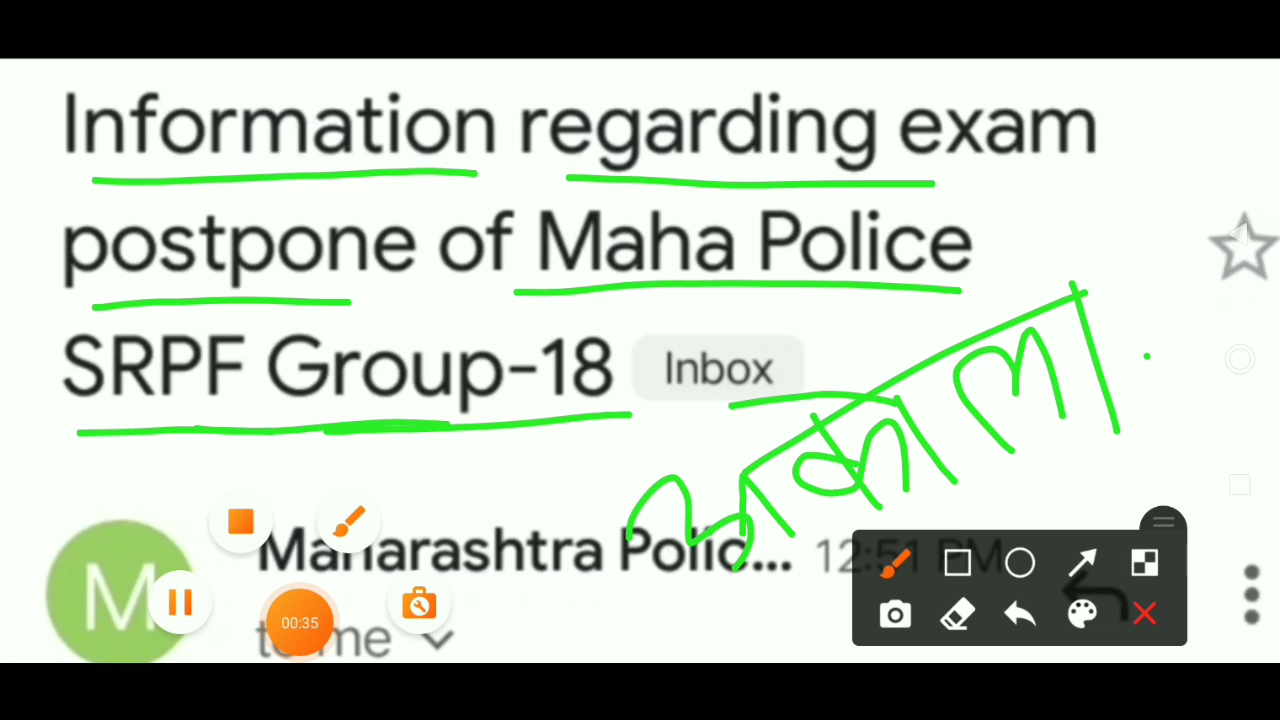 Information regarding exam
postpone of Maha Police
SRPF Group-18 Inbox
अकाला
M Maharashtra Polic... 12:51 PM
00:35
to me